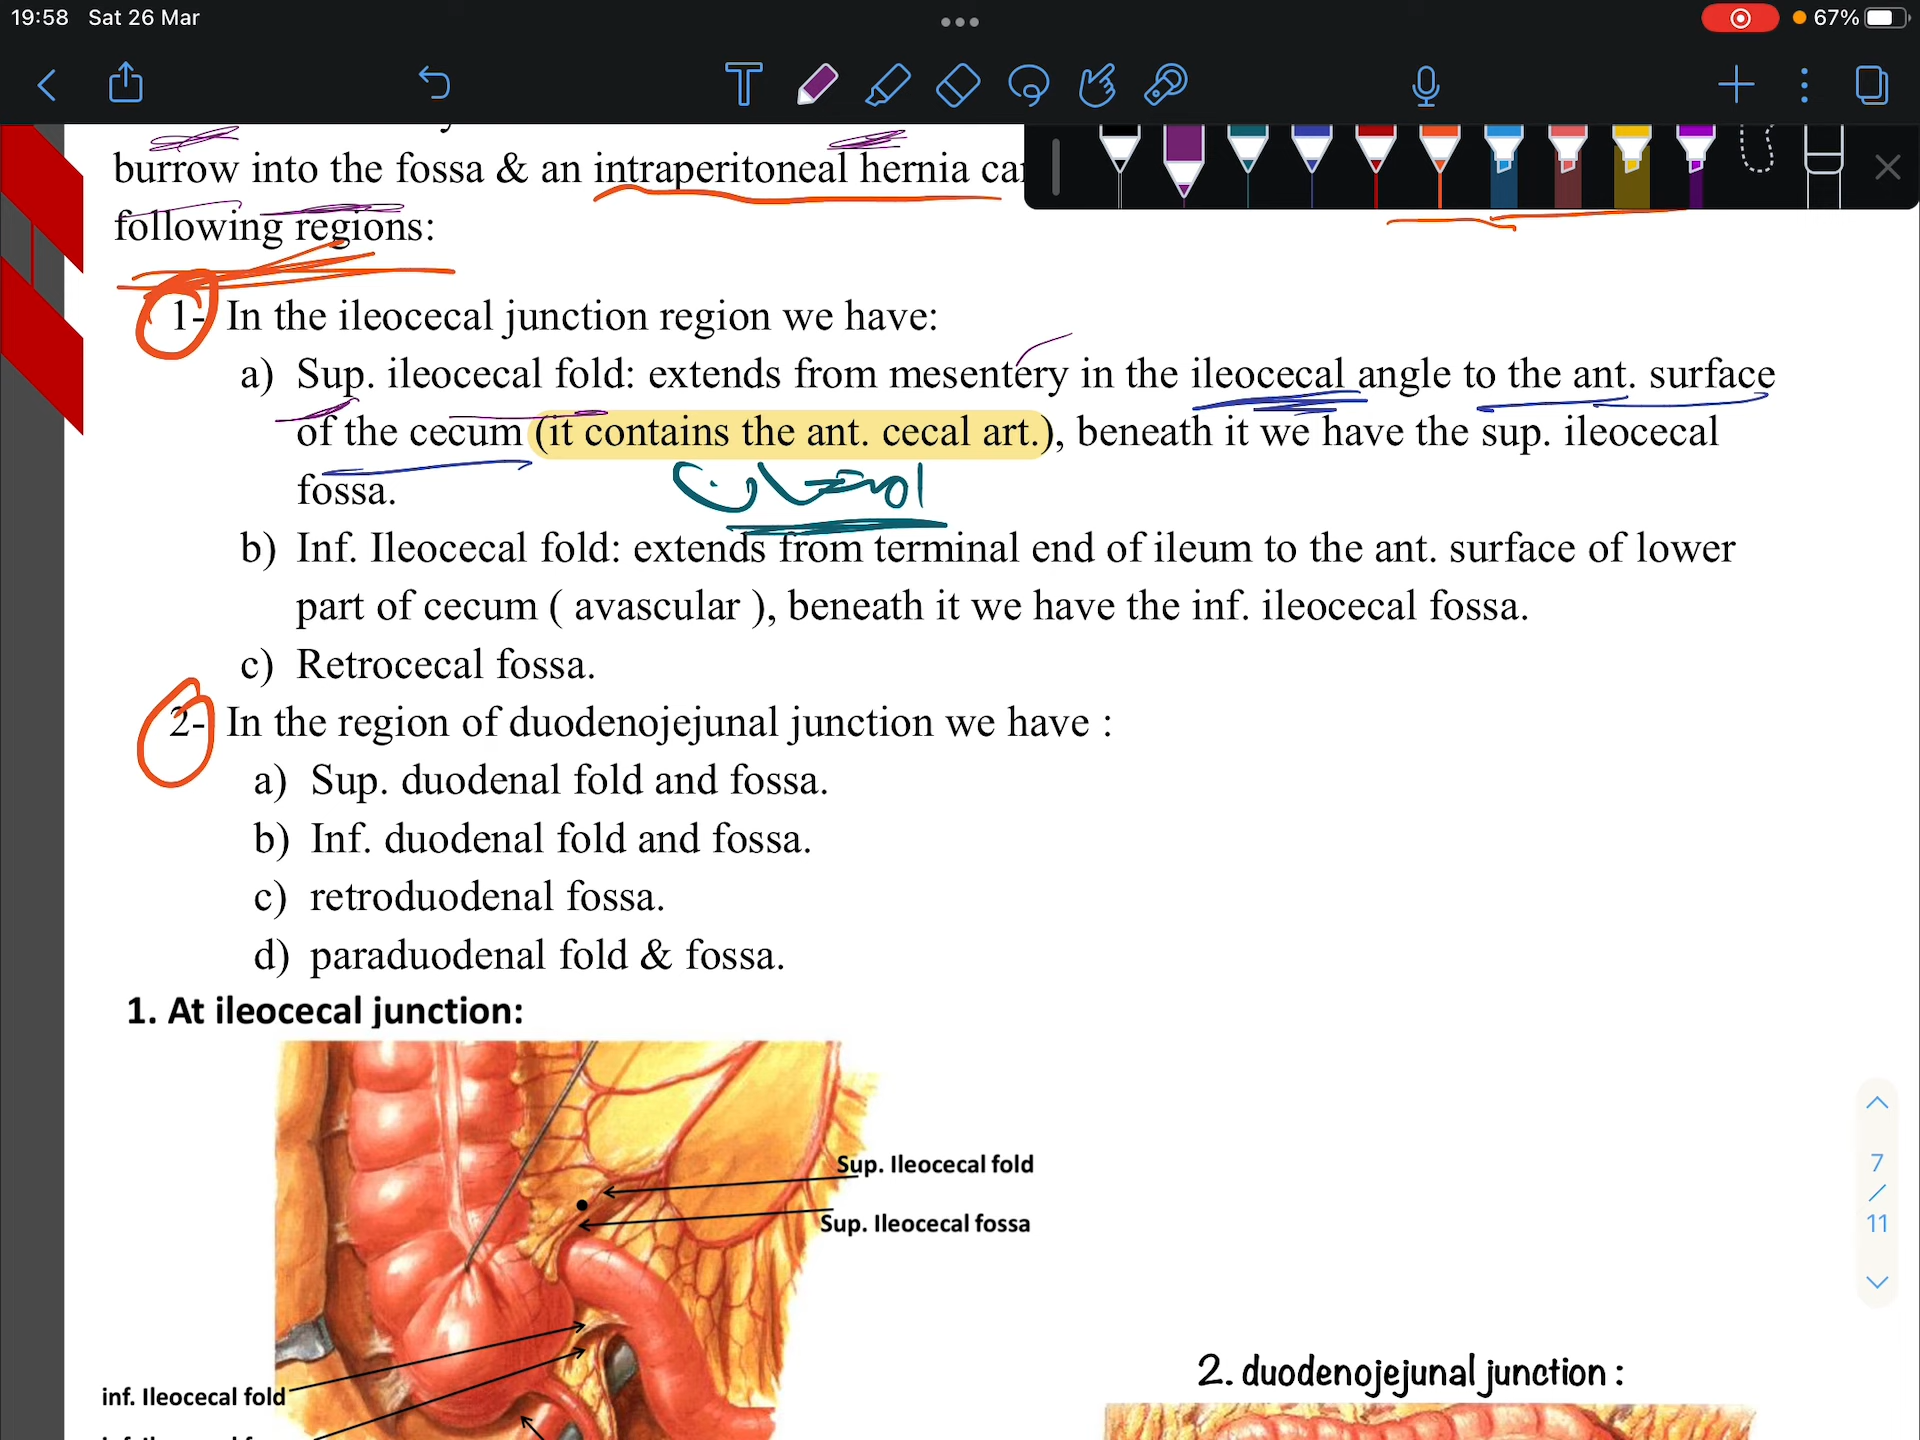 19:58 Sat 26 Mar
67%
burrow into the fossa & an intraperitoneal hernia
following regions:
1- In the ileocecal junction region we have:
a) Sup. ileocecal fold: extends from mesentery in the ileocecal angle to the ant. surface
of the cecum (it contains the ant. cecal art.), beneath it we have the sup. ileocecal
fossa.
امتحان
b) Inf. Ileocecal fold: extends from terminal end of ileum to the ant. surface of lower
part of cecum ( avascular ), beneath it we have the inf. ileocecal fossa.
c) Retrocecal fossa.
2- In the region of duodenojejunal junction we have :
a) Sup. duodenal fold and fossa.
b) Inf. duodenal fold and fossa.
c) retroduodenal fossa.
d) paraduodenal fold & fossa.
1. At ileocecal junction:
Sup. Ileocecal fold
Sup. Ileocecal fossa
7
/
11
2. duodenojejunal junction :
inf. Ileocecal fold